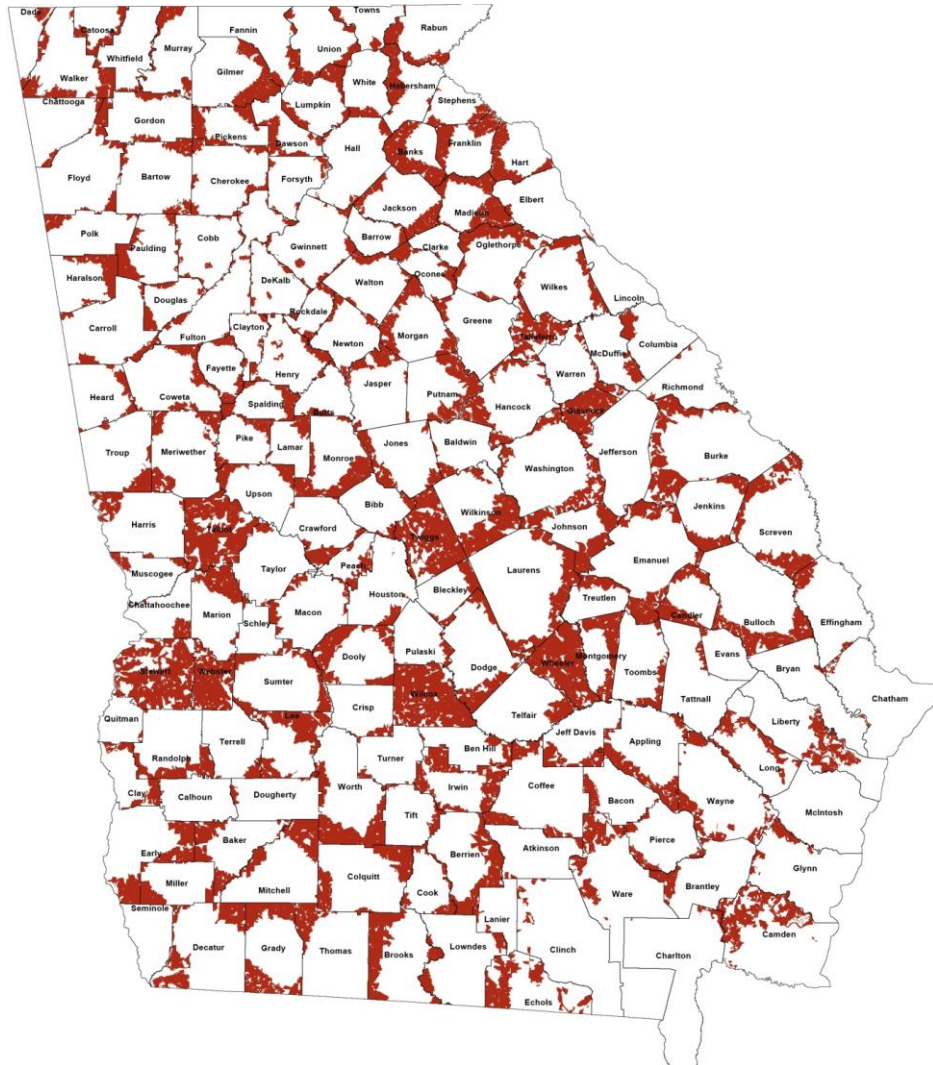 Dade
Catoosa
Fannin
Towns
Rabun
Whitfield
Murray
Union
Walker
Gilmer
White
Habersham
Chattooga
Lumpkin
Stephens
Gordon
Pickens
Dawson
Hall
Banks
Franklin
Hart
Floyd
Bartow
Cherokee
Forsyth
Jackson
Madison
Elbert
Polk
Paulding
Cobb
Gwinnett
Barrow
Clarke
Oglethorpe
Haralson
DeKalb
Walton
Oconee
Wilkes
Lincoln
Carroll
Douglas
Rockdale
Greene
Fulton
Clayton
Newton
Morgan
Taliaferro
McDuffie
Columbia
Heard
Coweta
Fayette
Henry
Spalding
Butts
Jasper
Putnam
Hancock
Warren
Glascock
Richmond
Troup
Meriwether
Pike
Lamar
Monroe
Jones
Baldwin
Washington
Jefferson
Burke
Harris
Talbot
Upson
Crawford
Bibb
Twiggs
Wilkinson
Johnson
Jenkins
Screven
Muscogee
Taylor
Peach
Houston
Bleckley
Laurens
Emanuel
Chattahoochee
Marion
Schley
Macon
Treutlen
Candler
Bulloch
Effingham
Stewart
Webster
Sumter
Dooly
Pulaski
Dodge
Wheeler
Montgomery
Toombs
Evans
Bryan
Chatham
Quitman
Lee
Crisp
Wilcox
Telfair
Tattnall
Randolph
Terrell
Turner
Ben Hill
Jeff Davis
Appling
Liberty
Long
Clay
Calhoun
Dougherty
Worth
Irwin
Coffee
Bacon
Wayne
McIntosh
Early
Baker
Tift
Berrien
Atkinson
Pierce
Miller
Mitchell
Colquitt
Cook
Ware
Brantley
Glynn
Seminole
Decatur
Grady
Thomas
Brooks
Lowndes
Lanier
Clinch
Charlton
Camden
Echols